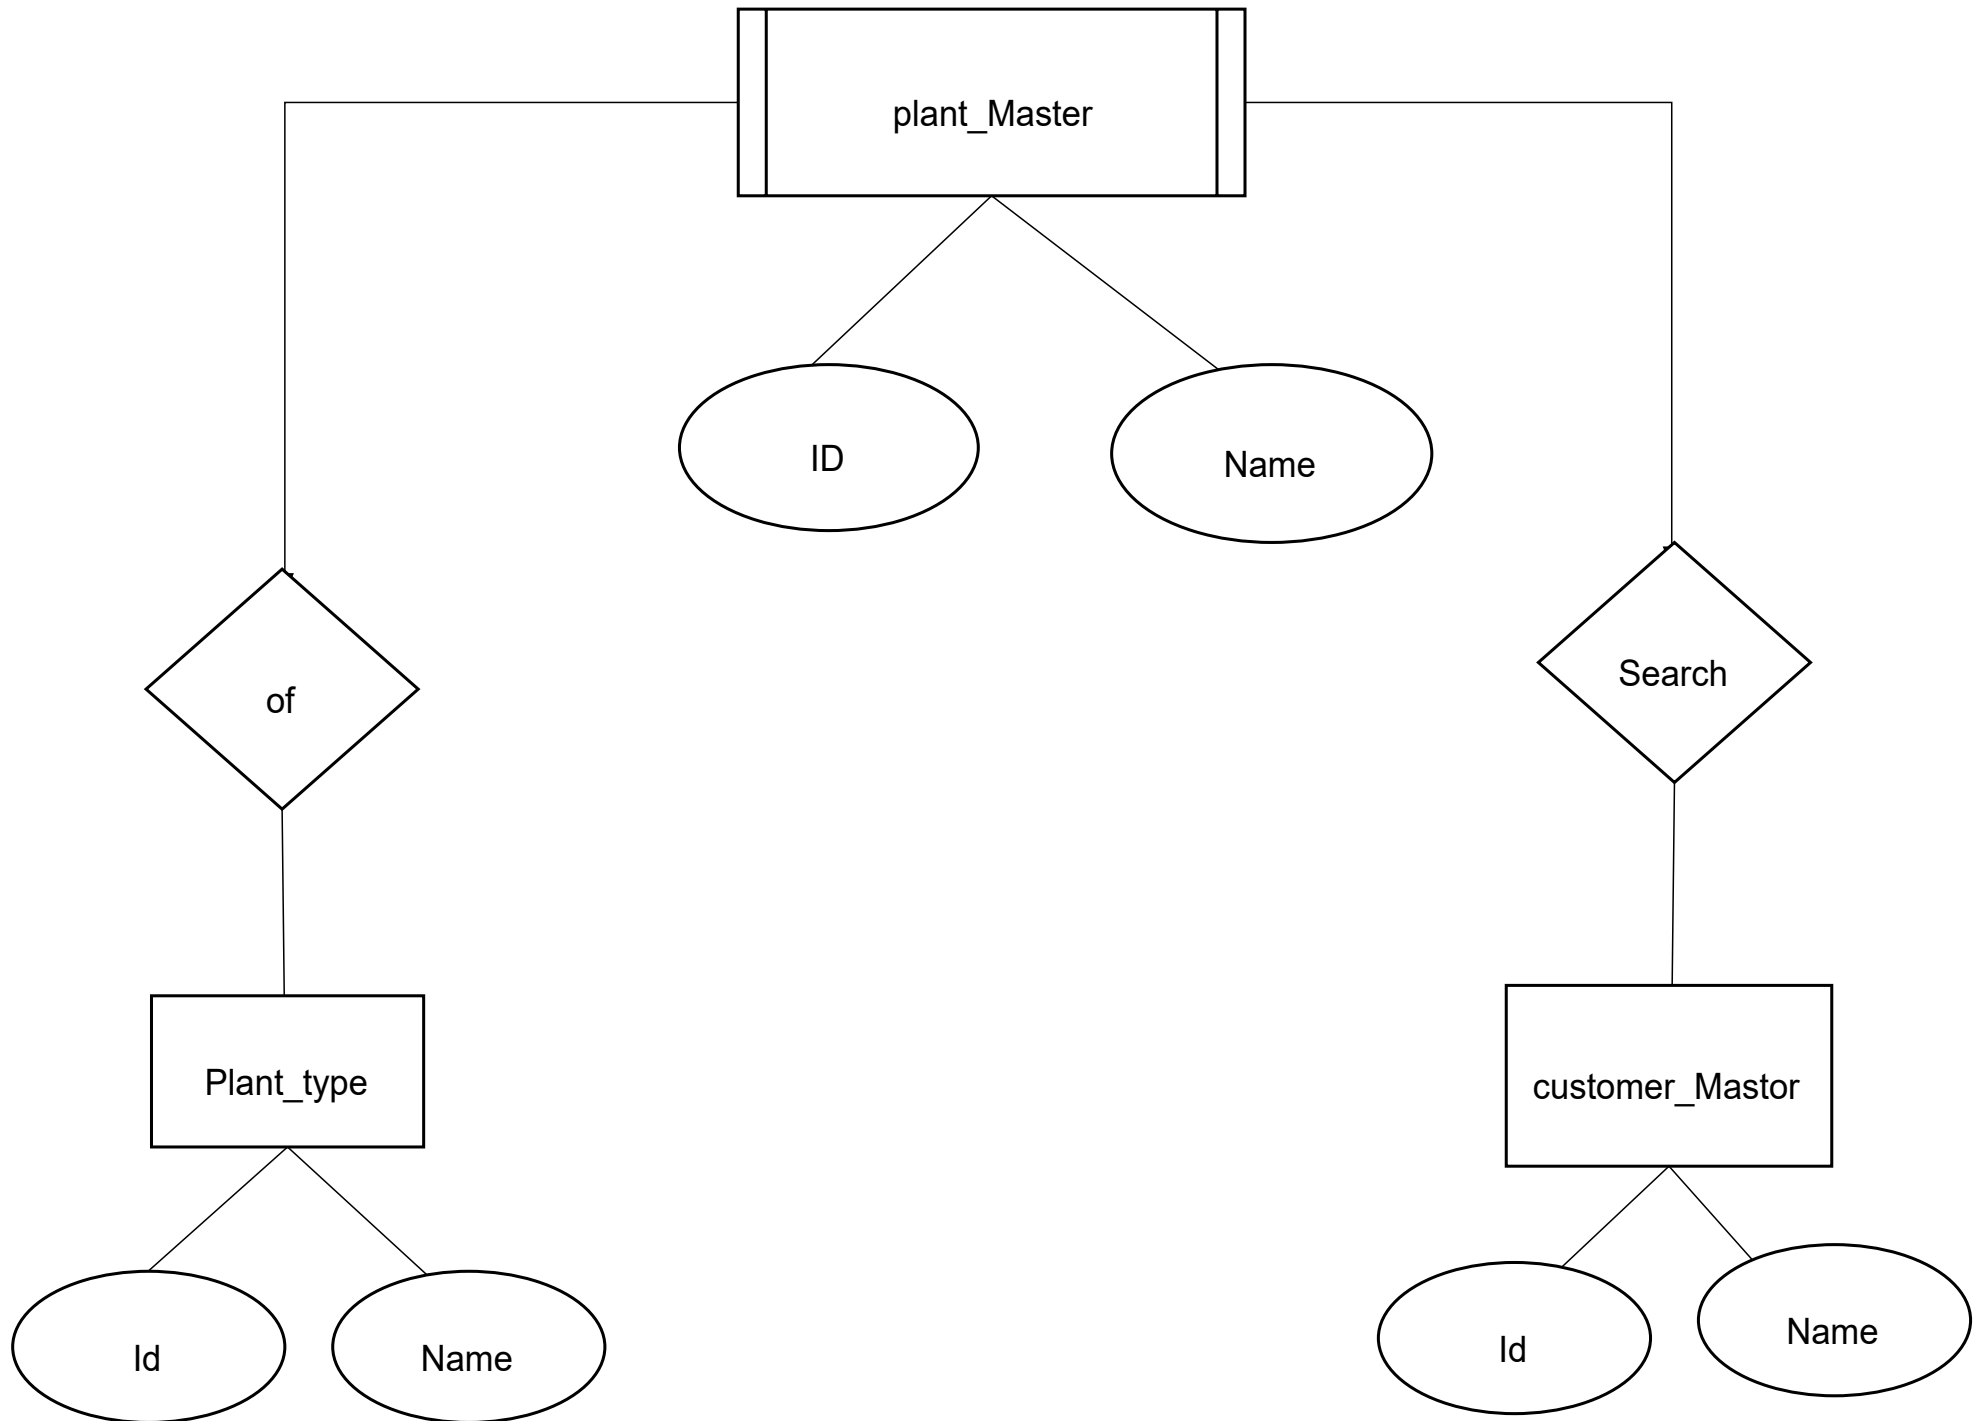 plant_Master
ID
Name
of
Search
Plant_type
customer_Mastor
Id
Name
Id
Name